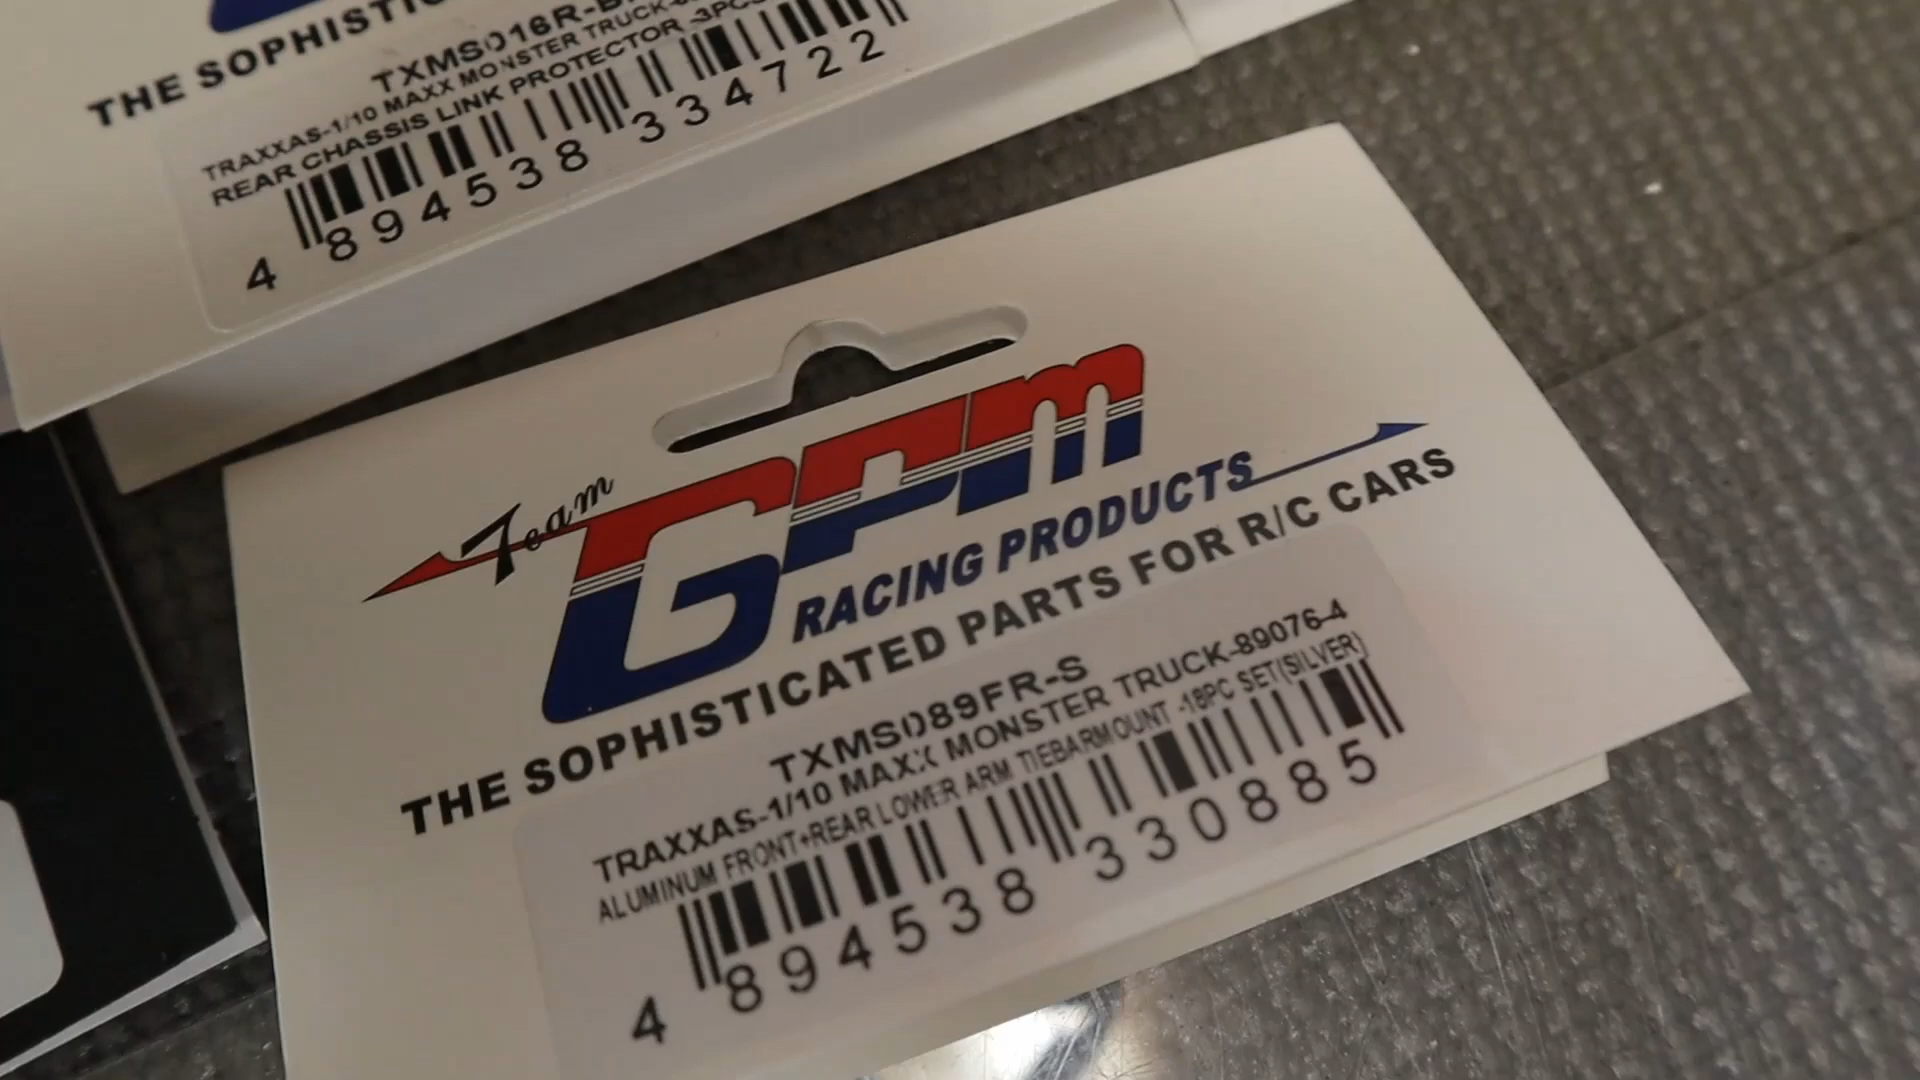 THE SOPHISTIC
TXMS016R-
TRAXXAS-1/10 MAXX MONSTER TRUCK-
REAR CHASSIS LINK PROTECTOR -3PC
4 894538 334722
Team
GPM
RACING PRODUCTS
THE SOPHISTICATED PARTS FOR R/C CARS
TXMS089FR-S
TRAXXAS-1/10 MAXX MONSTER TRUCK-89076-4
ALUMINUM FRONT+REAR LOWER ARM TIEBARMOUNT -18PC SET(SILVER)
4 894538 330885